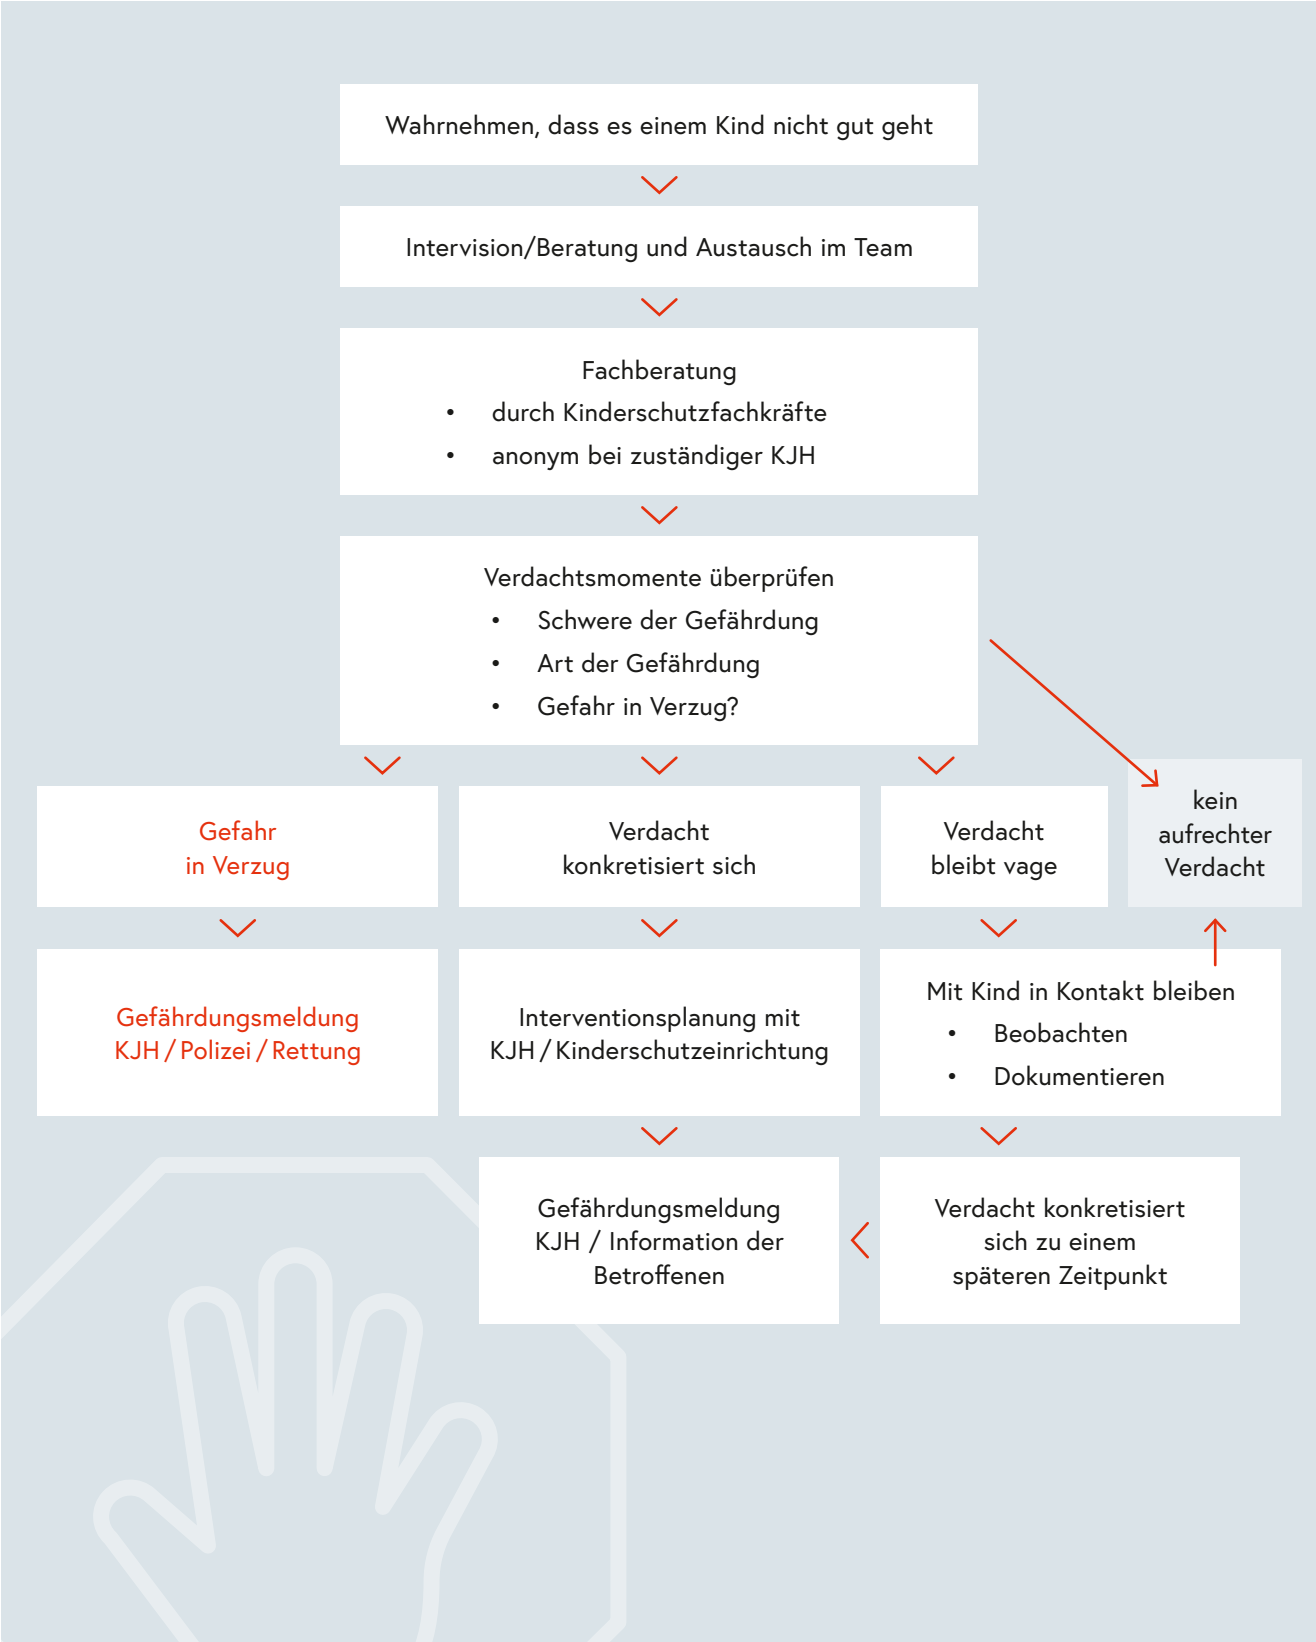 Wahrnehmen, dass es einem Kind nicht gut geht
Intervision/Beratung und Austausch im Team
Fachberatung
• durch Kinderschutzfachkräfte
• anonym bei zuständiger KJH
Verdachtsmomente überprüfen
• Schwere der Gefährdung
• Art der Gefährdung
• Gefahr in Verzug?
Gefahr
in Verzug
Verdacht
konkretisiert sich
Verdacht
bleibt vage
kein
aufrechter
Verdacht
Gefährdungsmeldung
KJH / Polizei / Rettung
Interventionsplanung mit
KJH / Kinderschutzeinrichtung
Mit Kind in Kontakt bleiben
• Beobachten
• Dokumentieren
Gefährdungsmeldung
KJH / Information der
Betroffenen
Verdacht konkretisiert
sich zu einem
späteren Zeitpunkt